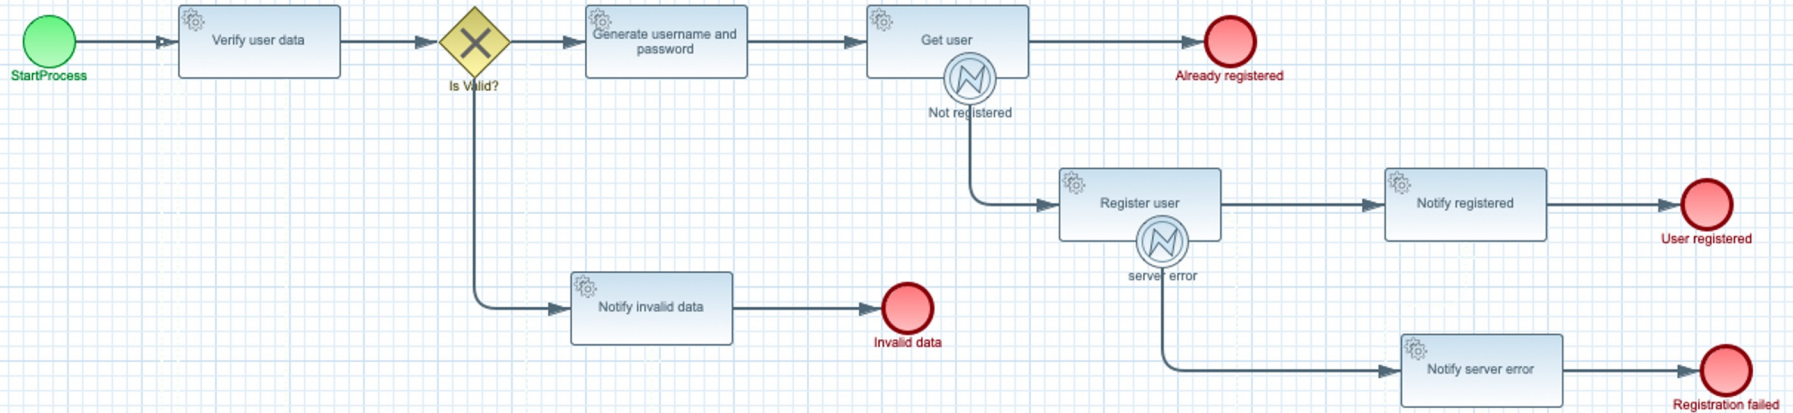 StartProcess
Verify user data
Is Valid?
Generate username and
password
Get user
Not registered
Already registered
Register user
server error
Notify registered
User registered
Notify invalid data
Invalid data
Notify server error
Registration failed